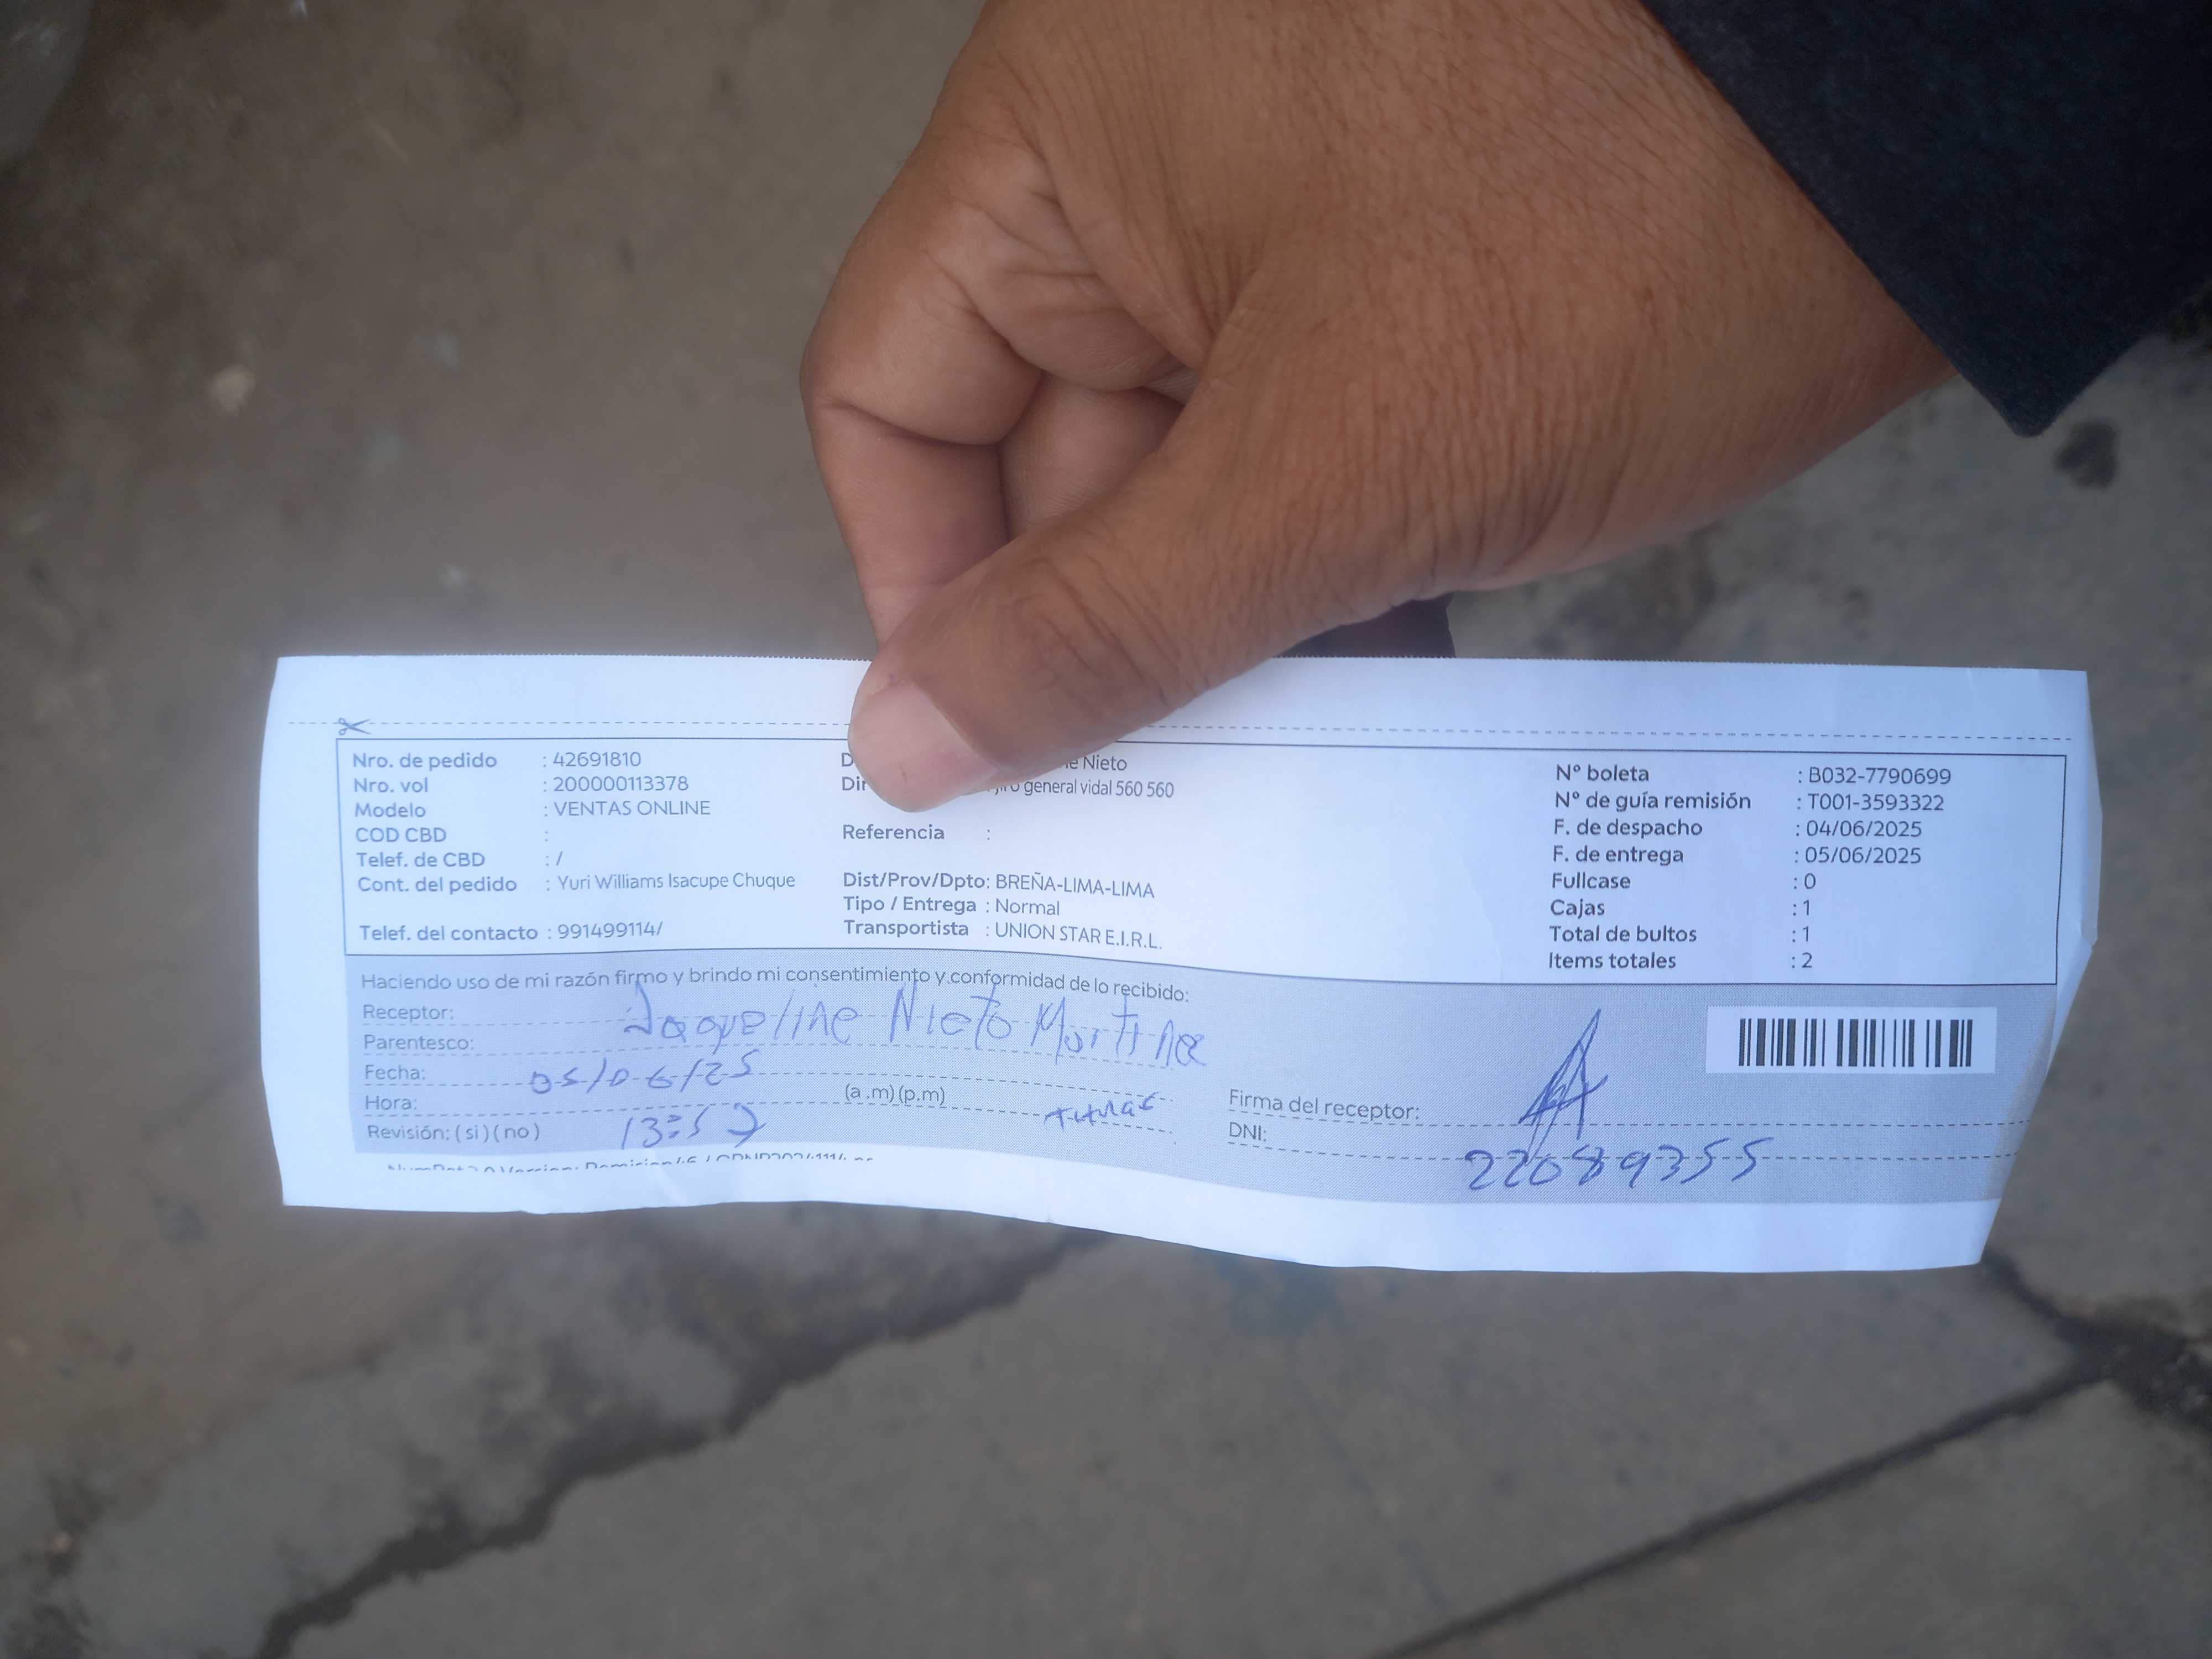 Nro. de pedido : 42691810
Nro. vol : 200000113378
Modelo : VENTAS ONLINE
COD CBD :
Telef. de CBD : /
Cont. del pedido : Yuri Williams Isacupe Chuque
Telef. del contacto : 991499114/
Nieto
general vidal 560 560
Referencia :
Dist/Prov/Dpto: BREÑA-LIMA-LIMA
Tipo / Entrega : Normal
Transportista : UNION STAR E.I.R.L.
N° boleta : B032-7790699
N° de guía remisión : T001-3593322
F. de despacho : 04/06/2025
F. de entrega : 05/06/2025
Fullcase : 0
Cajas : 1
Total de bultos : 1
Items totales : 2
Haciendo uso de mi razón firmo y brindo mi consentimiento y conformidad de lo recibido:
Receptor: Jaqueline Nieto
Parentesco:
Fecha: 05/06/25
Hora: (a .m) (p.m)
Revisión: ( si ) ( no )
Firma del receptor:
DNI: 22089355